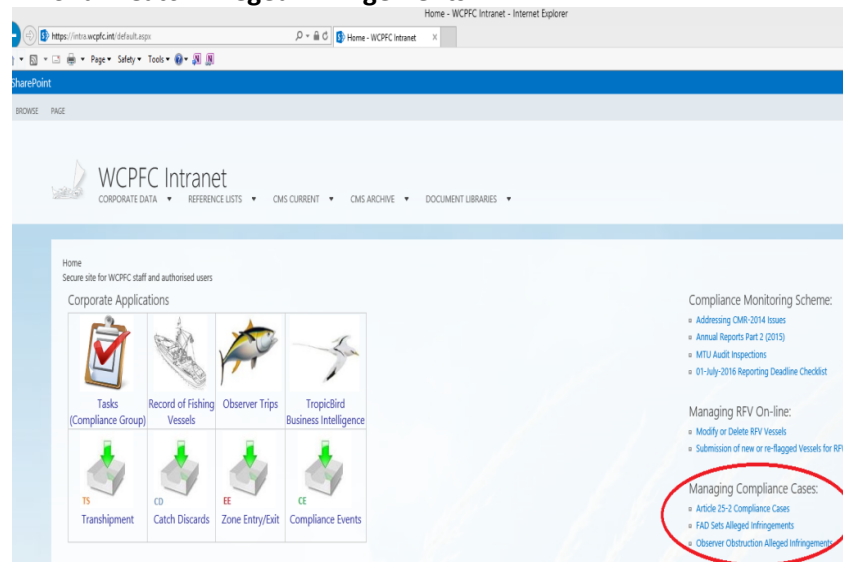 Home - WCPFC Intranet - Internet Explorer
https://intra.wcpfc.int/default.aspx
Home - WCPFC Intranet X
Page Safety Tools
SharePoint
BROWSE PAGE
WCPFC Intranet
CORPORATE DATA REFERENCE LISTS CMS CURRENT CMS ARCHIVE DOCUMENT LIBRARIES
Home
Secure site for WCPFC staff and authorised users
Corporate Applications
Tasks
(Compliance Group)
Record of Fishing
Vessels
Observer Trips
TropicBird
Business Intelligence
TS
Transhipment
CD
Catch Discards
EE
Zone Entry/Exit
CE
Compliance Events
Compliance Monitoring Scheme:
Addressing CMR-2014 Issues
Annual Reports Part 2 (2015)
MTU Audit Inspections
01-July-2016 Reporting Deadline Checklist
Managing RFV On-line:
Modify or Delete RFV Vessels
Submission of new or re-flagged Vessels for RFV
Managing Compliance Cases:
Article 25-2 Compliance Cases
FAD Sets Alleged Infringements
Observer Obstruction Alleged Infringements